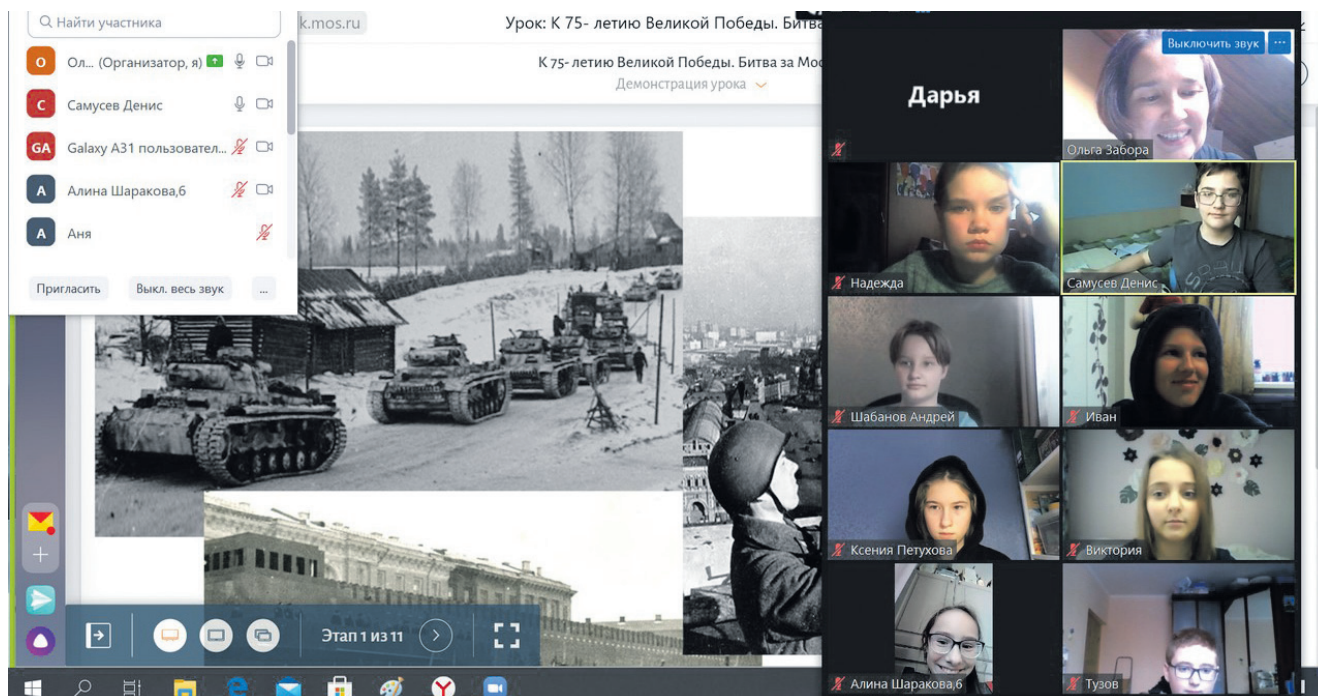 Найти участника
О
Ол... (Организатор, я)
С
Самусев Денис
GA
Galaxy A31 пользовател...
А
Алина Шаракова,6
А
Аня
Пригласить
Выкл. весь звук
...
k.mos.ru
Урок: К 75- летию Великой Победы. Битва
К 75- летию Великой Победы. Битва за Мос
Демонстрация урока
Этап 1 из 11
Дарья
Выключить звук
...
Ольга Забора
Надежда
Самусев Денис
Шабанов Андрей
Иван
Ксения Петухова
Виктория
Алина Шаракова,6
Тузов